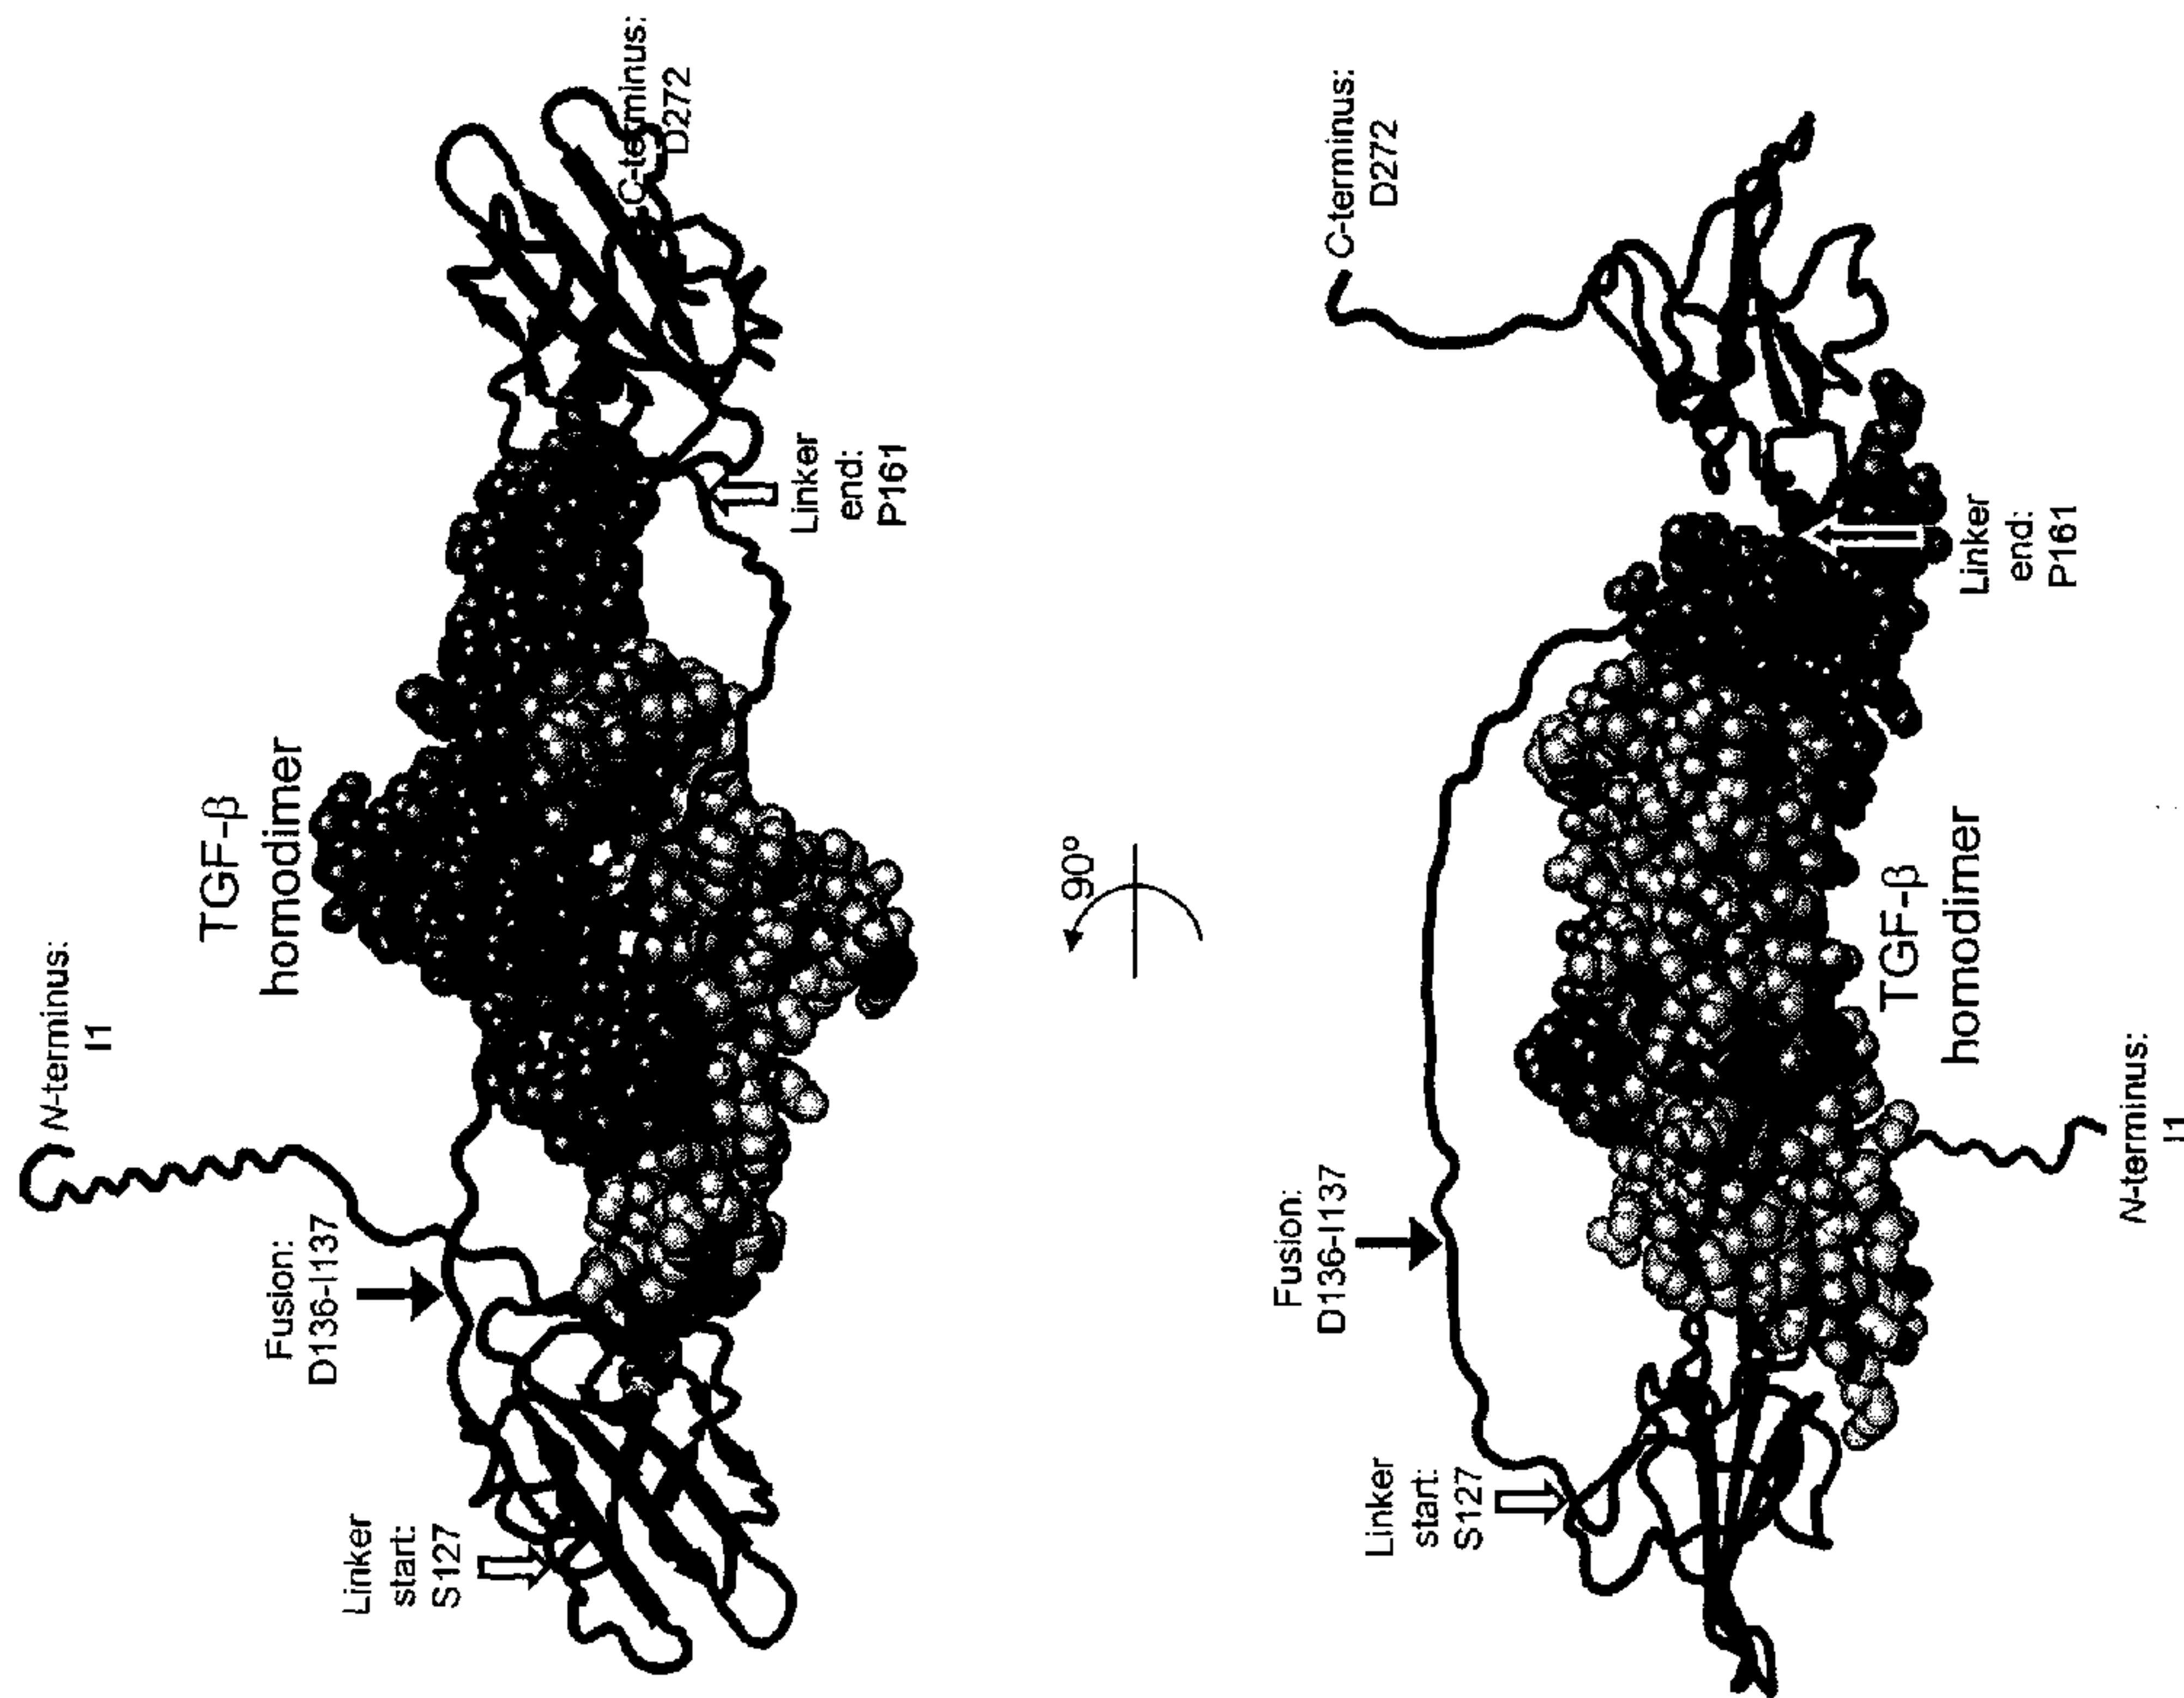 N-terminus:
I1
TGF-β
homodimer
Fusion:
D136-I137
Linker
start:
S127
C-terminus:
D272
Linker
end:
P161
90º
Fusion:
D136-I137
C-terminus:
D272
Linker
start:
S127
TGF-β
homodimer
Linker
end:
P161
N-terminus:
I1